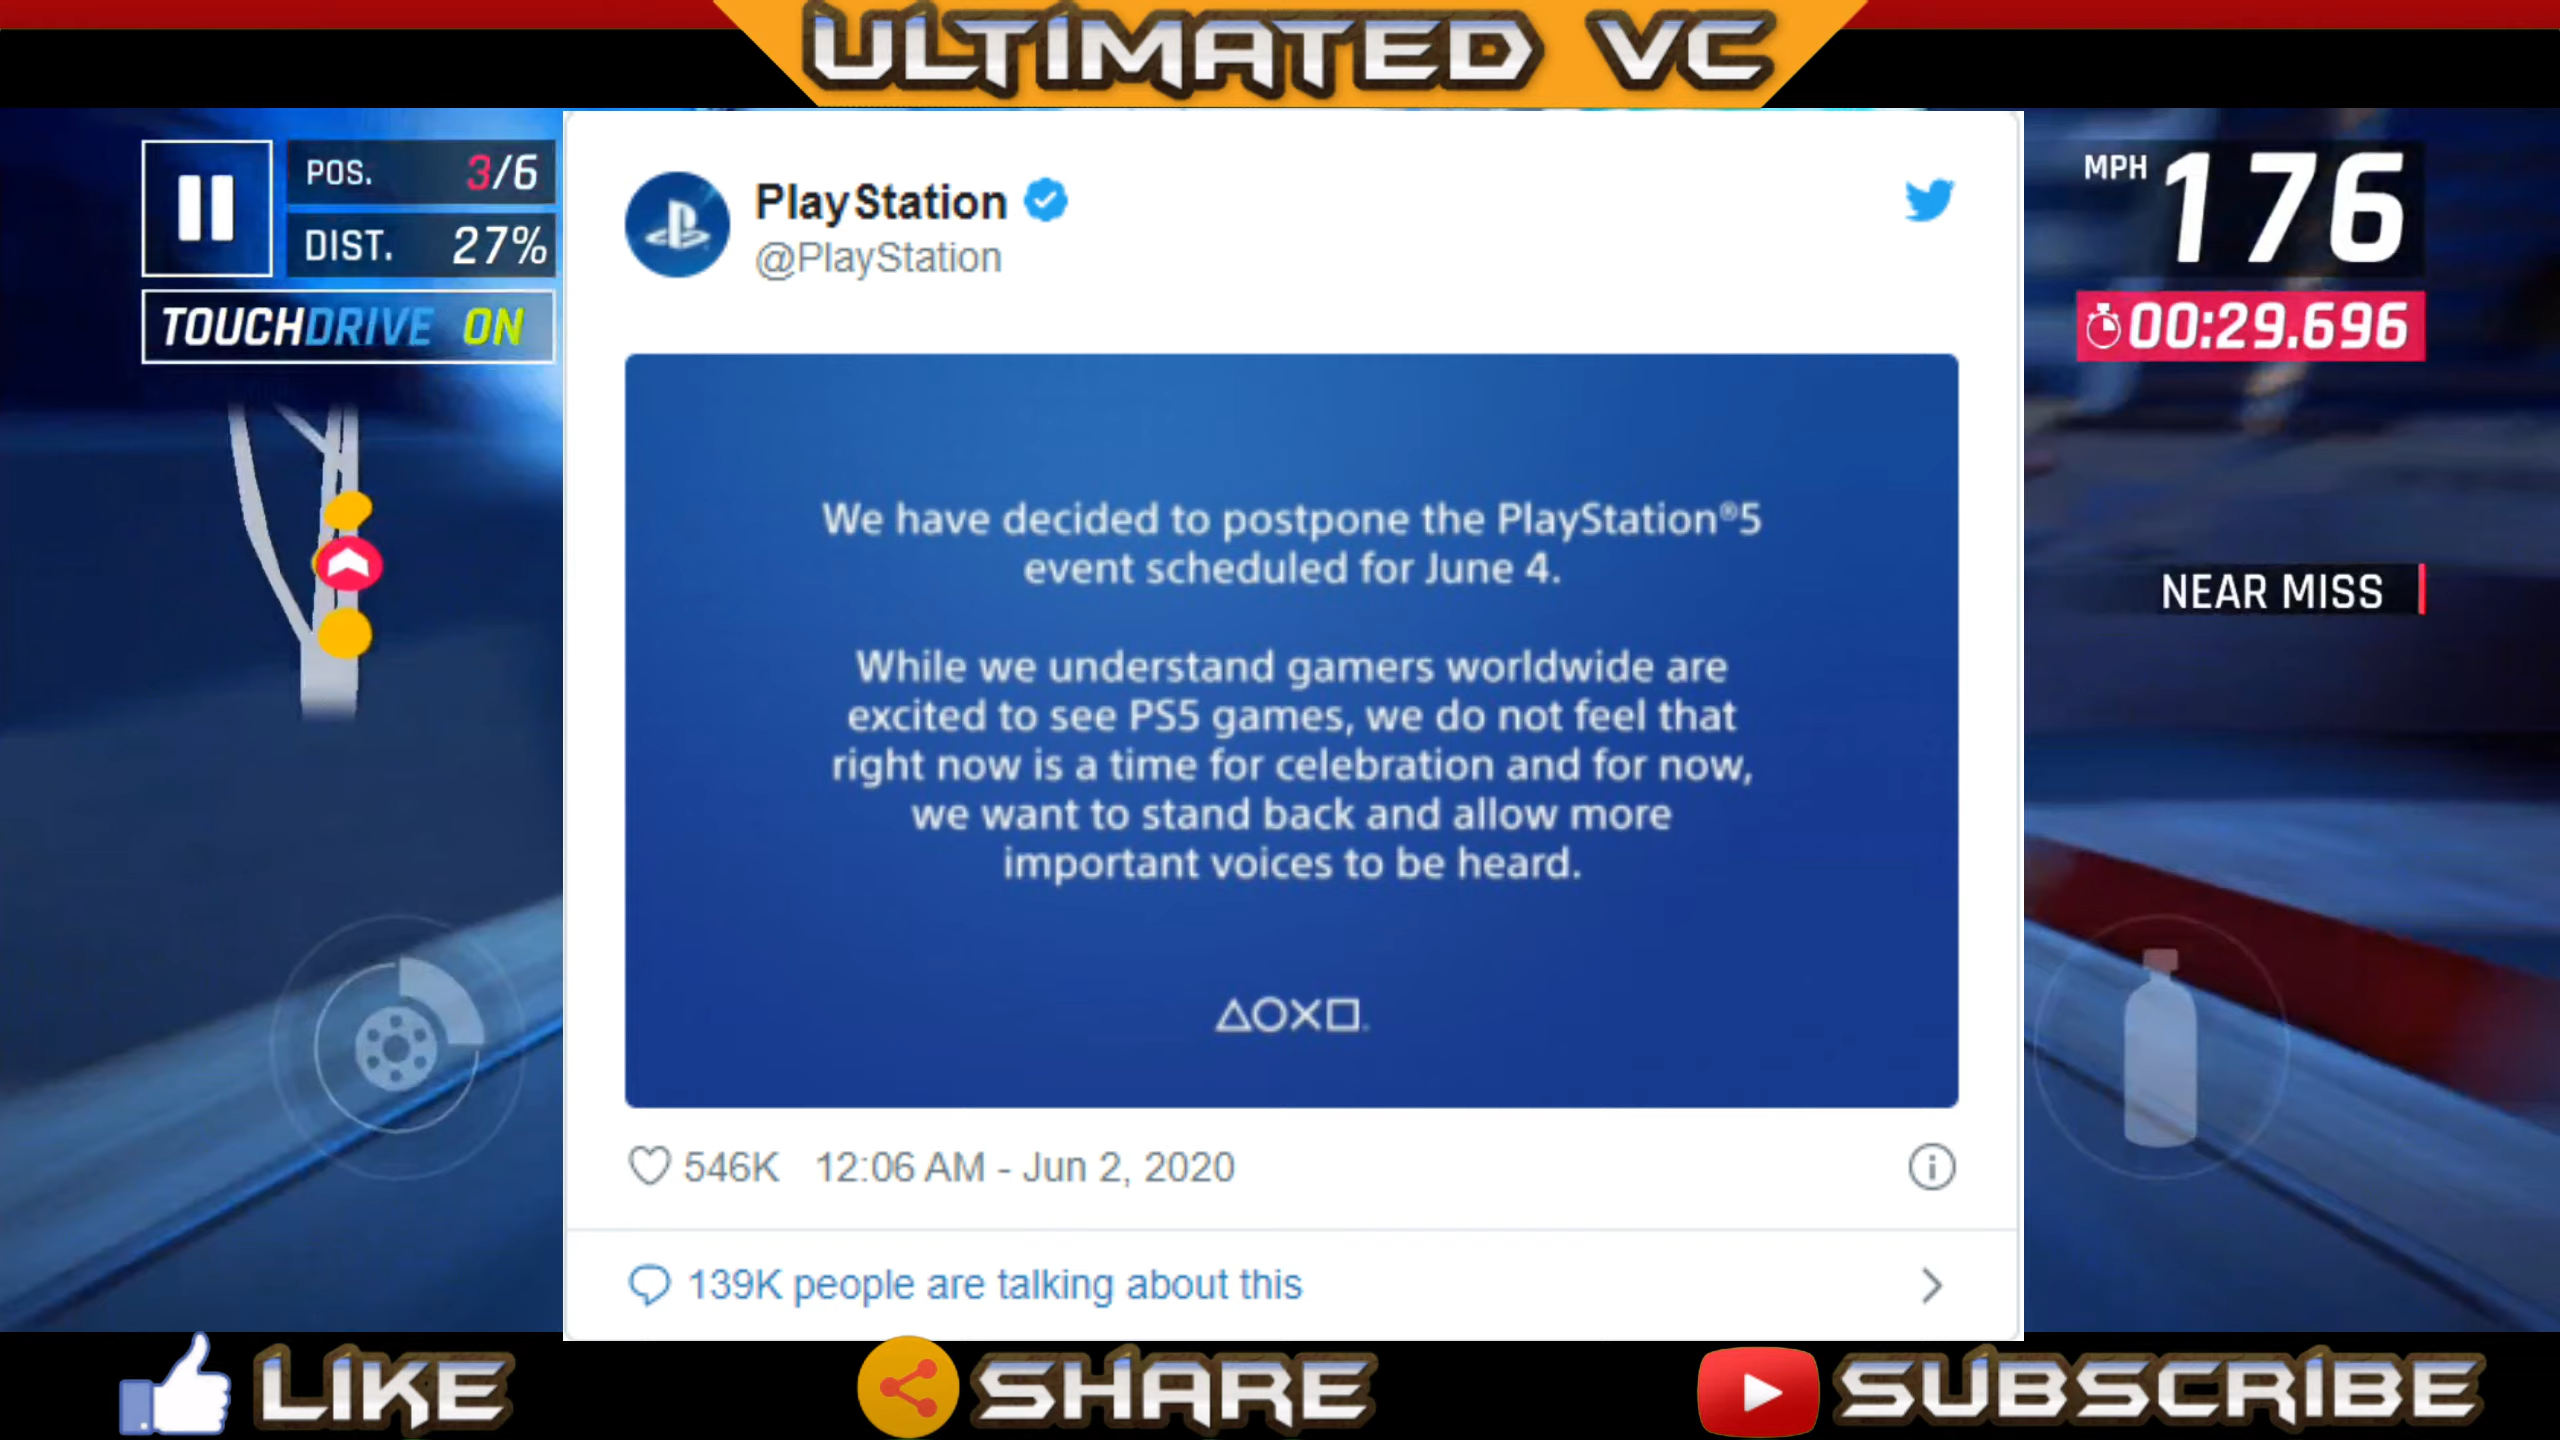 ULTIMATED VC
POS. 3/6
DIST. 27%
TOUCHDRIVE ON
PlayStation
@PlayStation
MPH 176
00:29.696
NEAR MISS
We have decided to postpone the PlayStation®5
event scheduled for June 4.
While we understand gamers worldwide are
excited to see PS5 games, we do not feel that
right now is a time for celebration and for now,
we want to stand back and allow more
important voices to be heard.
546K 12:06 AM - Jun 2, 2020
139K people are talking about this
LIKE SHARE SUBSCRIBE